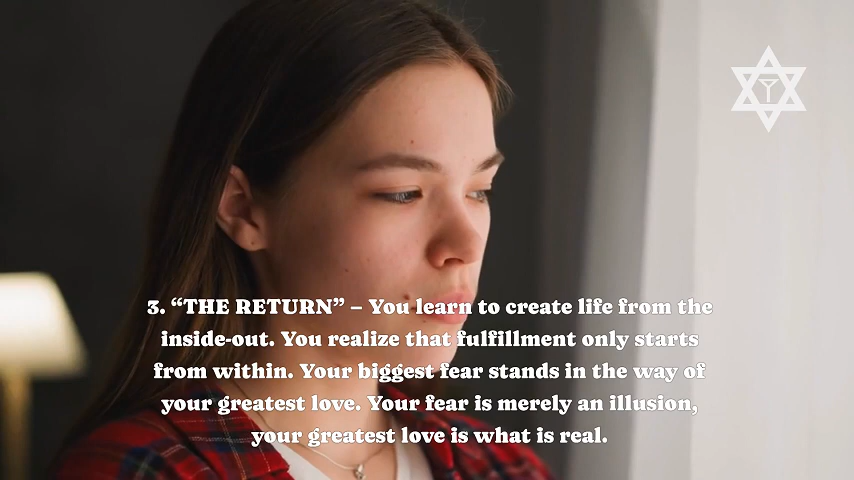 3. “THE RETURN” – You learn to create life from the
inside-out. You realize that fulfillment only starts
from within. Your biggest fear stands in the way of
your greatest love. Your fear is merely an illusion,
your greatest love is what is real.